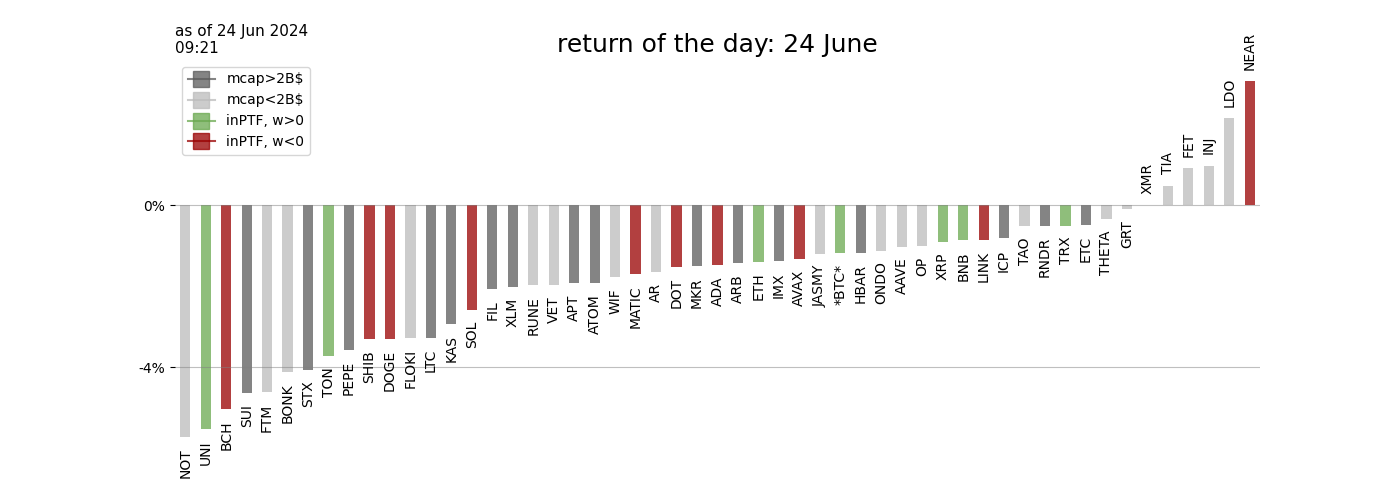 as of 24 Jun 2024
09:21
return of the day: 24 June
mcap>2B$
mcap<2B$
inPTF, w>0
inPTF, w<0
0%
-4%
NOT
UNI
BCH
SUI
FTM
BONK
STX
TON
PEPE
SHIB
DOGE
FLOKI
LTC
KAS
SOL
FIL
XLM
RUNE
VET
APT
ATOM
WIF
MATIC
AR
DOT
MKR
ADA
ARB
ETH
IMX
AVAX
JASMY
*BTC*
HBAR
ONDO
AAVE
OP
XRP
BNB
LINK
ICP
TAO
RNDR
TRX
ETC
THETA
GRT
XMR
TIA
FET
INJ
LDO
NEAR